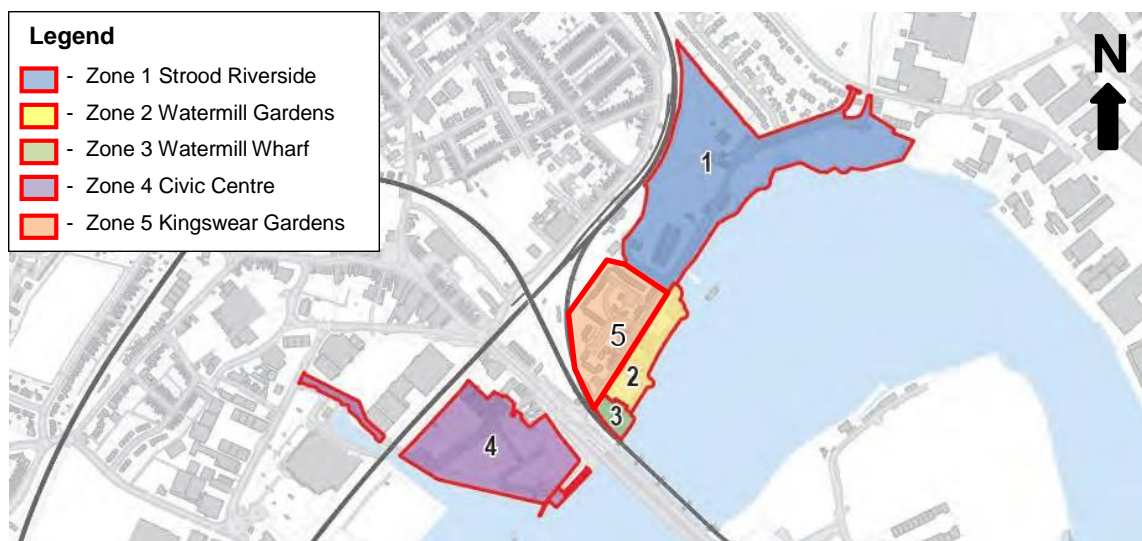 Legend
- Zone 1 Strood Riverside
- Zone 2 Watermill Gardens
- Zone 3 Watermill Wharf
- Zone 4 Civic Centre
- Zone 5 Kingswear Gardens
N
1
5
2
3
4